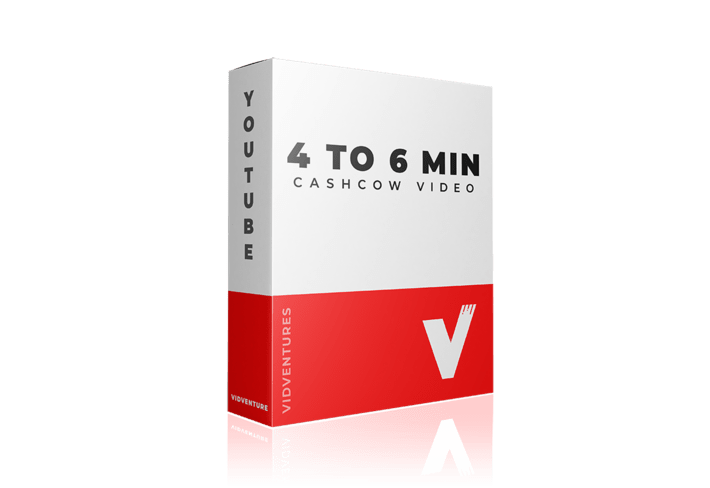 YOUTUBE
4 TO 6 MIN
CASHCOW VIDEO
VIDVENTURES
V
VIDVENTURE